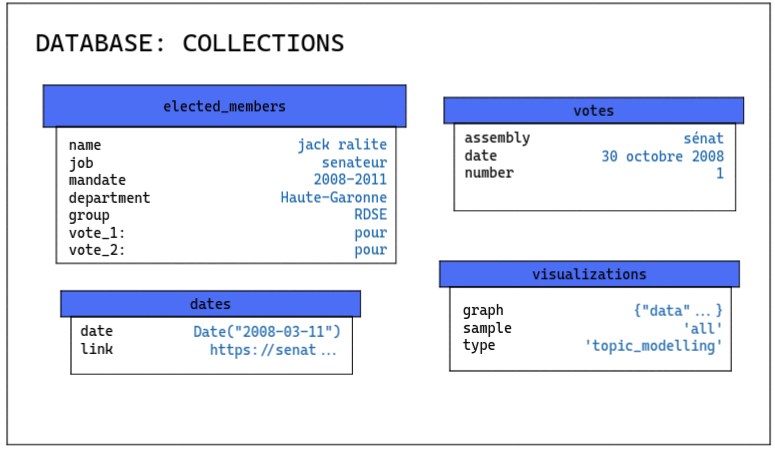 DATABASE: COLLECTIONS
elected_members
name jack ralite
job senateur
mandate 2008-2011
department Haute-Garonne
group RDSE
vote_1: pour
vote_2: pour
votes
assembly sénat
date 30 octobre 2008
number 1
dates
date Date("2008-03-11")
link https://senat...
visualizations
graph {"data"...}
sample 'all'
type 'topic_modelling'